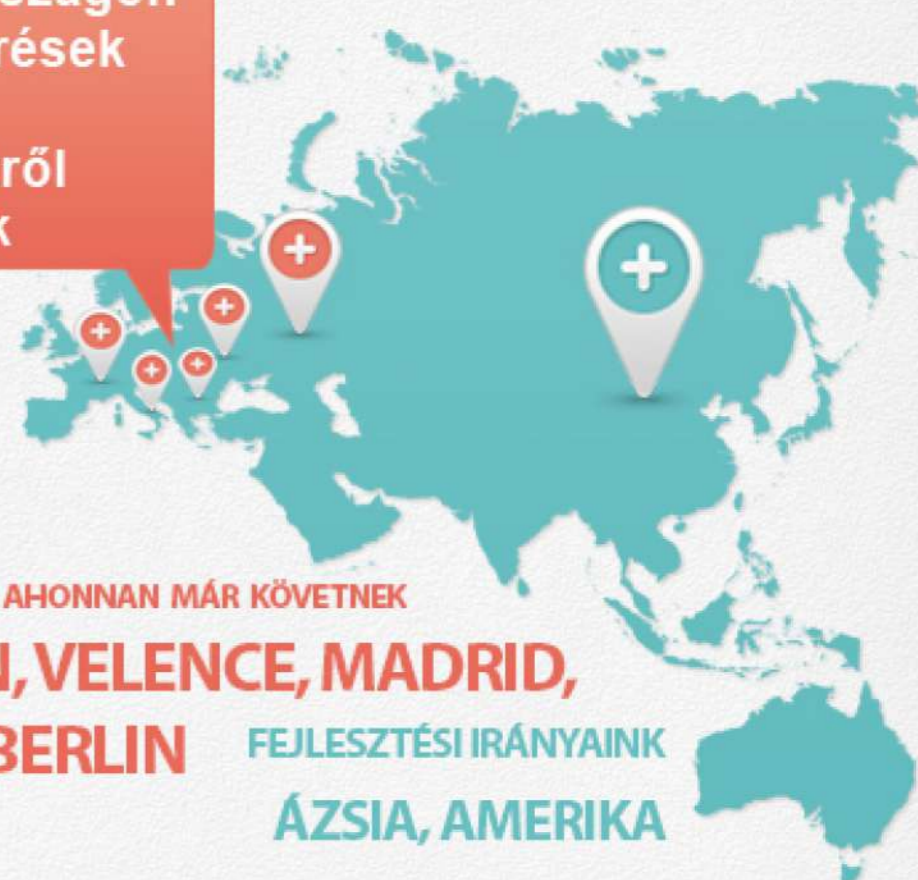 rések
ről
k
AHONNAN MÁR KÖVETNEK
N, VELENCE, MADRID,
BERLIN
FEJLESZTÉSI IRÁNYAINK
ÁZSIA, AMERIKA